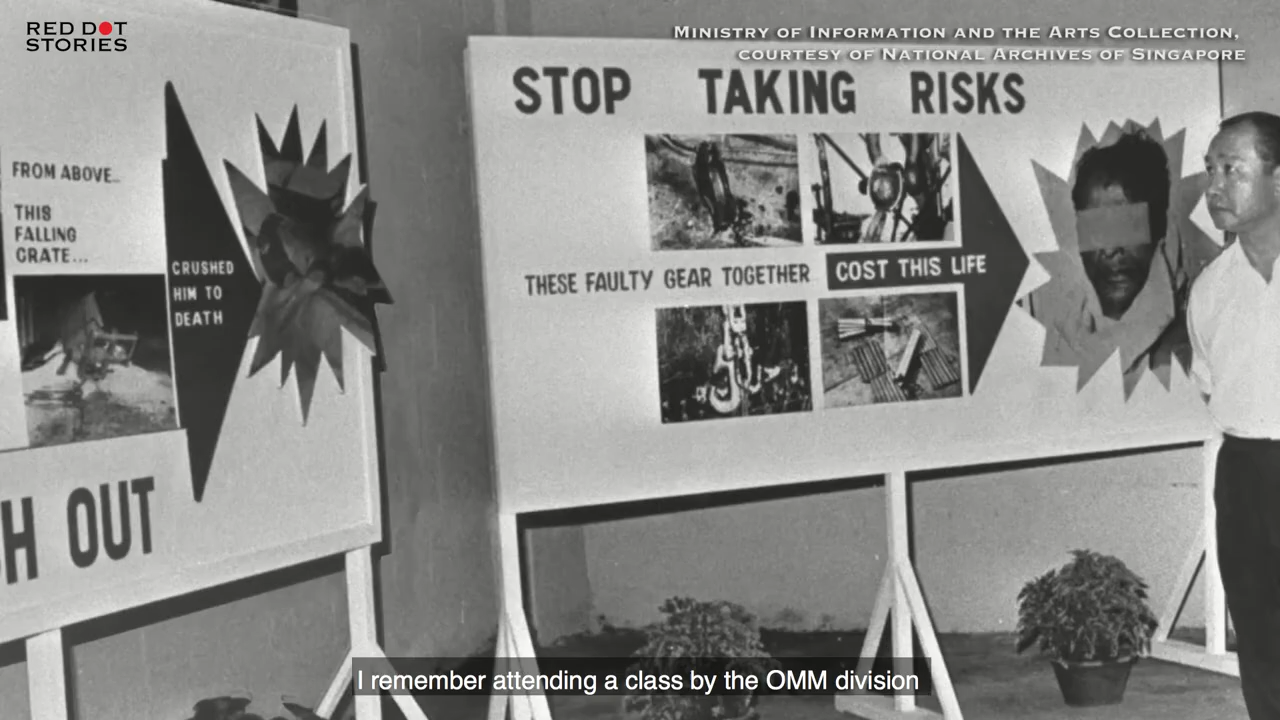 RED DOT
STORIES
MINISTRY OF INFORMATION AND THE ARTS COLLECTION,
COURTESY OF NATIONAL ARCHIVES OF SINGAPORE
FROM ABOVE...
THIS
FALLING
CRATE...
CRUSHED
HIM TO
DEATH
H OUT
STOP TAKING RISKS
THESE FAULTY GEAR TOGETHER
COST THIS LIFE
I remember attending a class by the OMM division